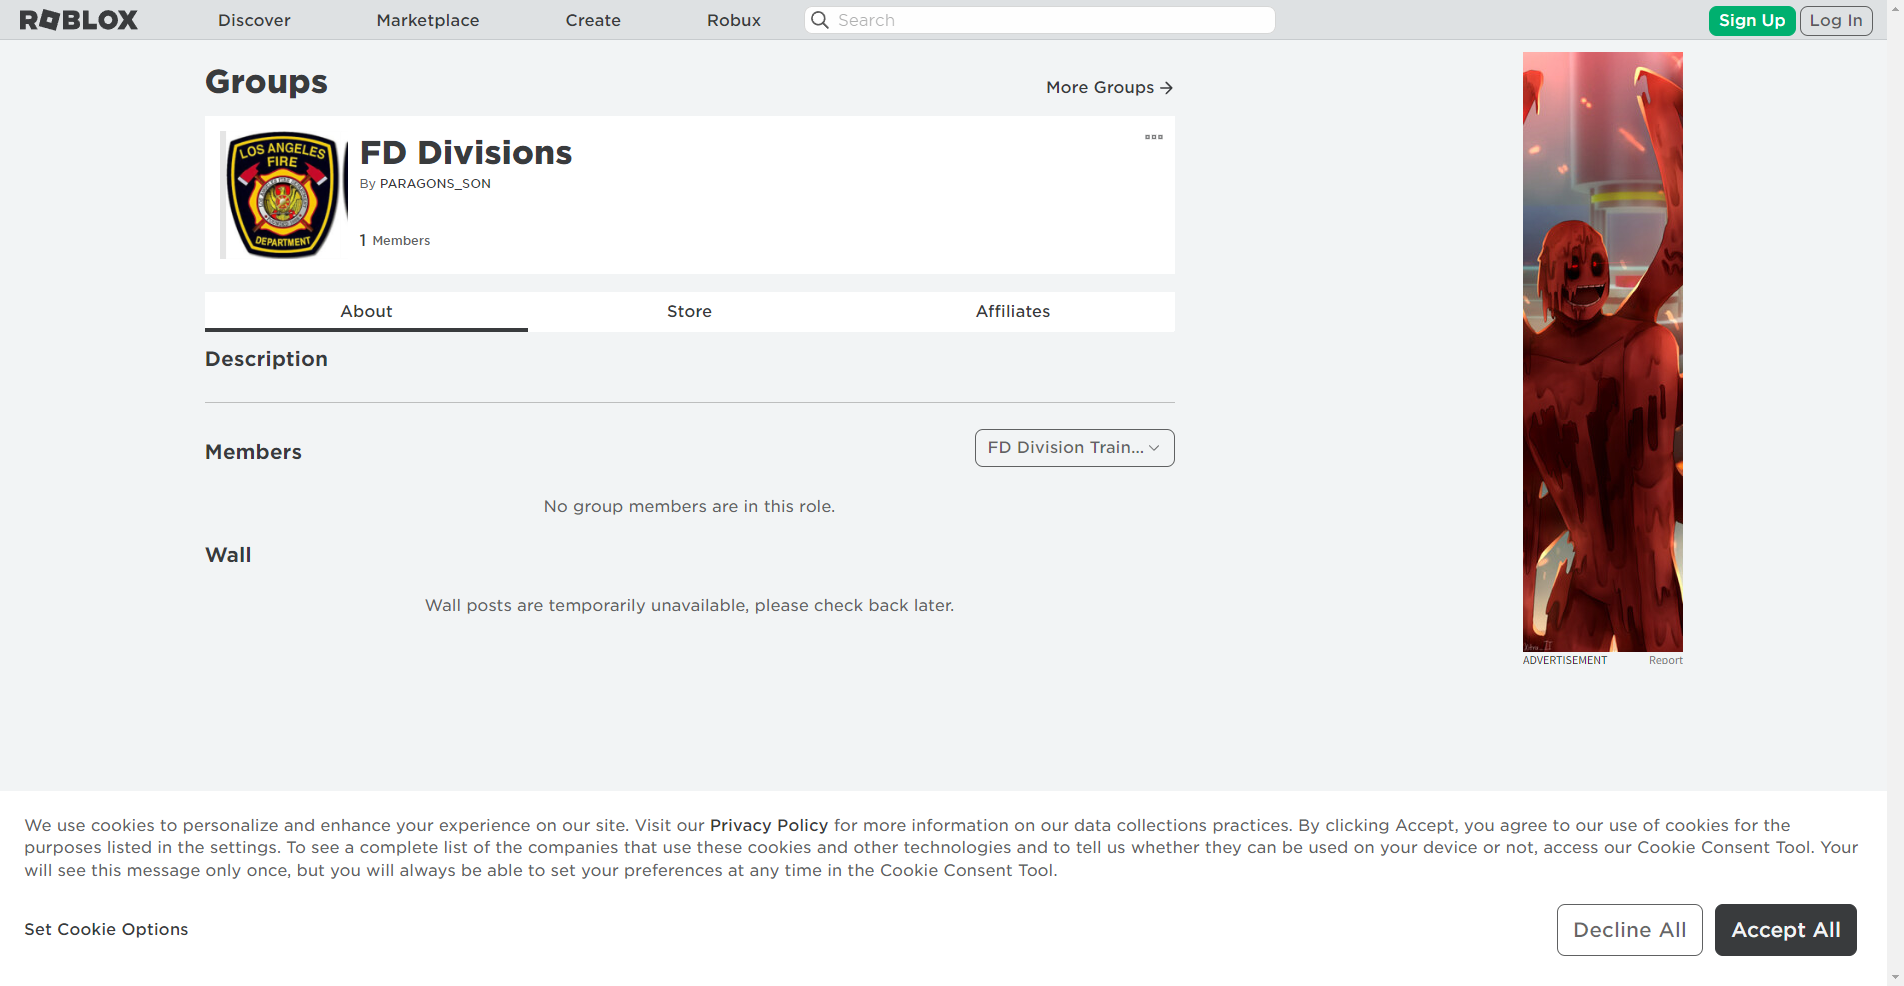 ROBLOX
Discover
Marketplace
Create
Robux
Search
Sign Up
Log In
Groups
More Groups
LOS ANGELES
FIRE
DEPARTMENT
FD Divisions
By PARAGONS_SON
1 Members
About
Store
Affiliates
Description
Members
FD Division Train...
No group members are in this role.
Wall
Wall posts are temporarily unavailable, please check back later.
ADVERTISEMENT
Report
We use cookies to personalize and enhance your experience on our site. Visit our Privacy Policy for more information on our data collections practices. By clicking Accept, you agree to our use of cookies for the
purposes listed in the settings. To see a complete list of the companies that use these cookies and other technologies and to tell us whether they can be used on your device or not, access our Cookie Consent Tool. Your
will see this message only once, but you will always be able to set your preferences at any time in the Cookie Consent Tool.
Set Cookie Options
Decline All
Accept All